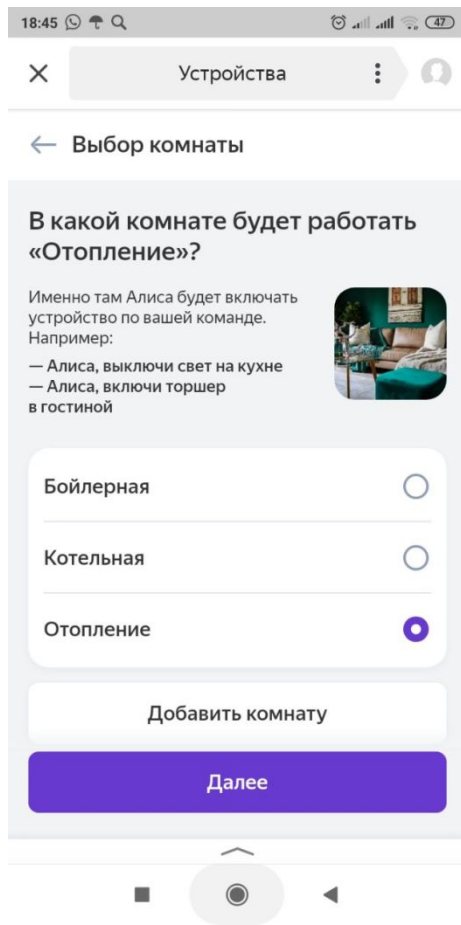 18:45 47
Устройства
Выбор комнаты
В какой комнате будет работать
«Отопление»?
Именно там Алиса будет включать
устройство по вашей команде.
Например:
— Алиса, выключи свет на кухне
— Алиса, включи торшер
в гостиной
Бойлерная
Котельная
Отопление
Добавить комнату
Далее